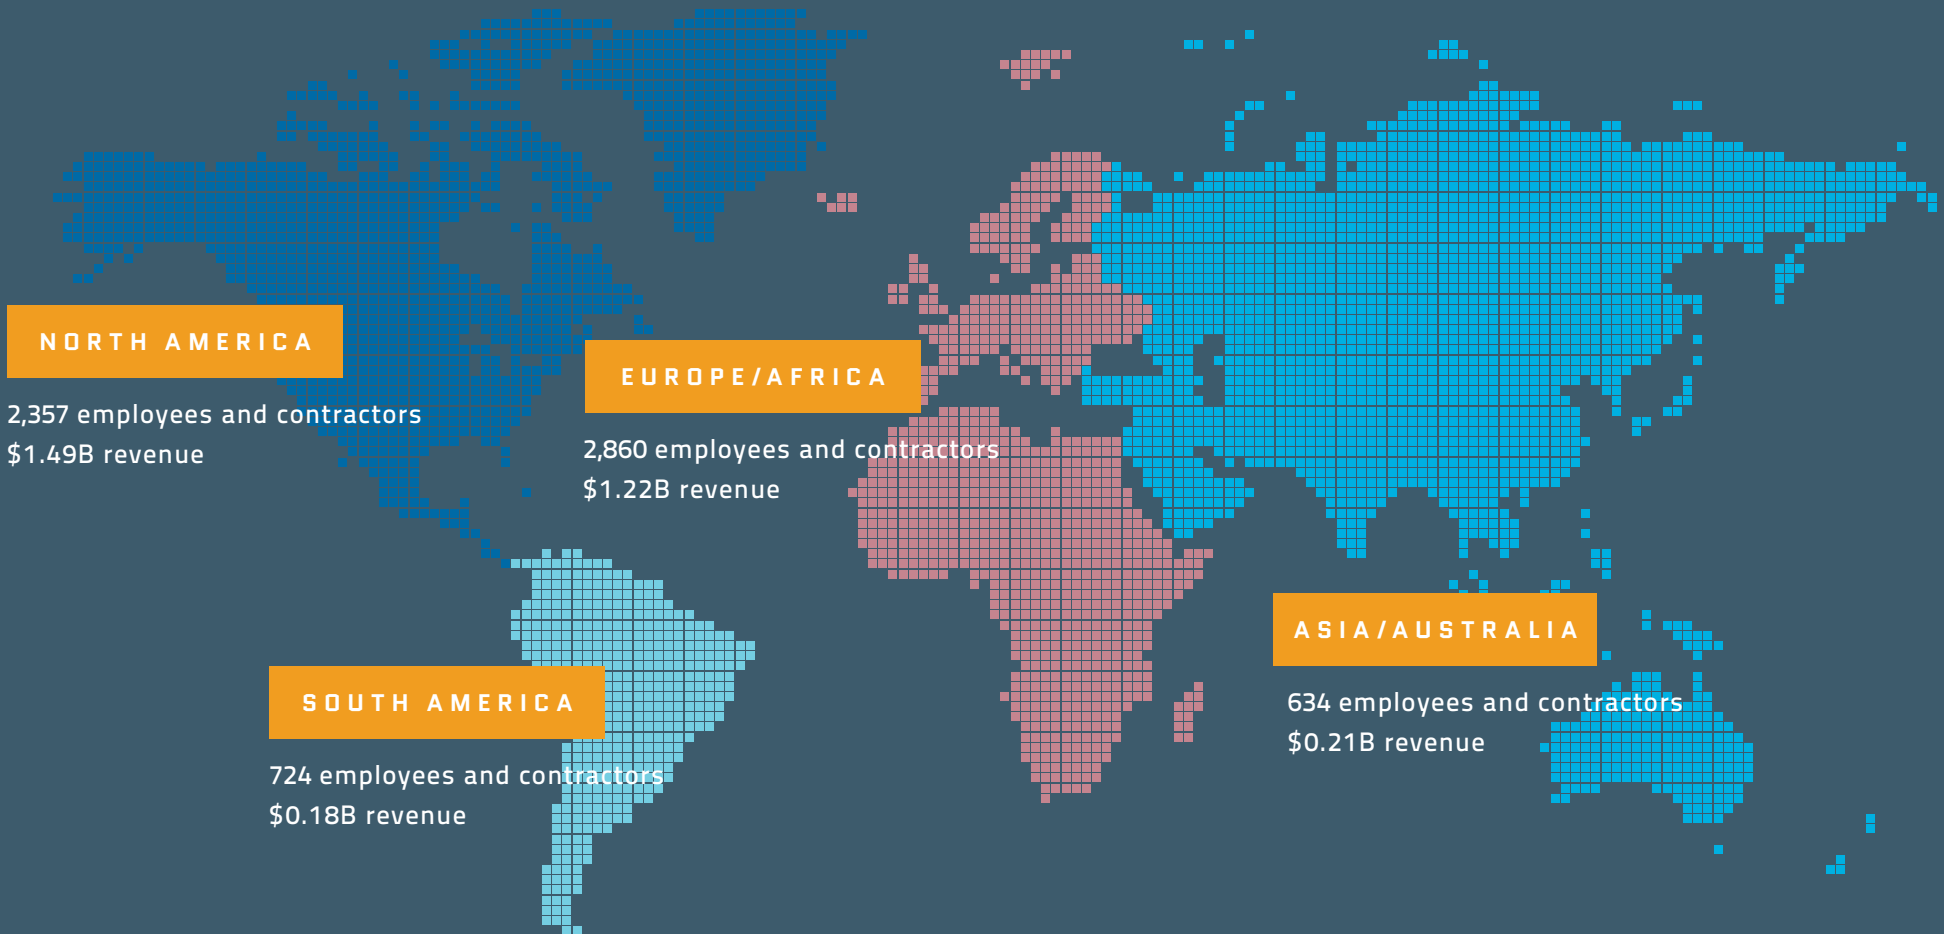 NORTH AMERICA
2,357 employees and contractors
$1.49B revenue
EUROPE/AFRICA
2,860 employees and contractors
$1.22B revenue
ASIA/AUSTRALIA
634 employees and contractors
$0.21B revenue
SOUTH AMERICA
724 employees and contractors
$0.18B revenue